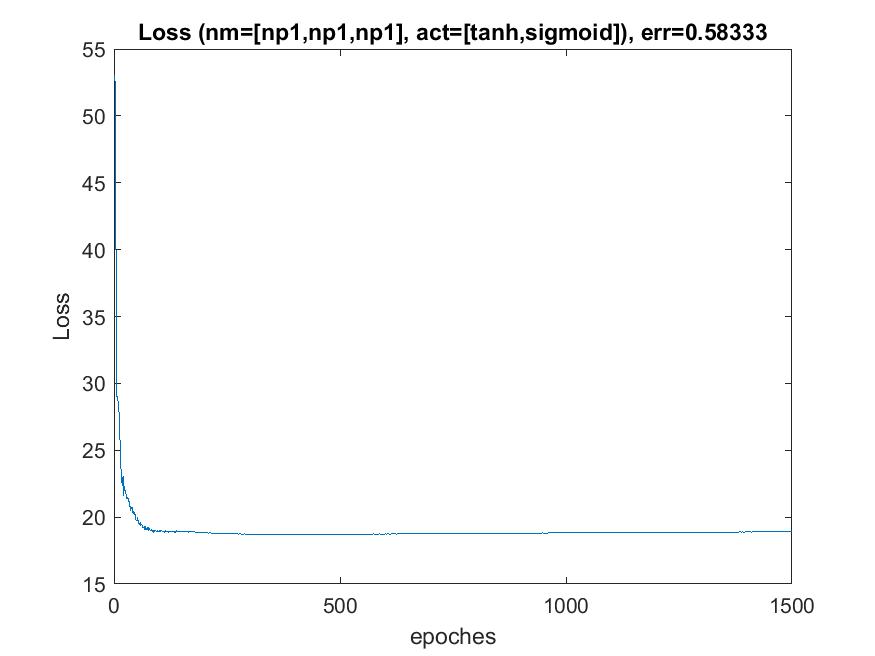 Loss (nm=[np1,np1,np1], act=[tanh,sigmoid]), err=0.58333
55
50
45
40
35
30
25
20
15
Loss
0 500 1000 1500
epoches